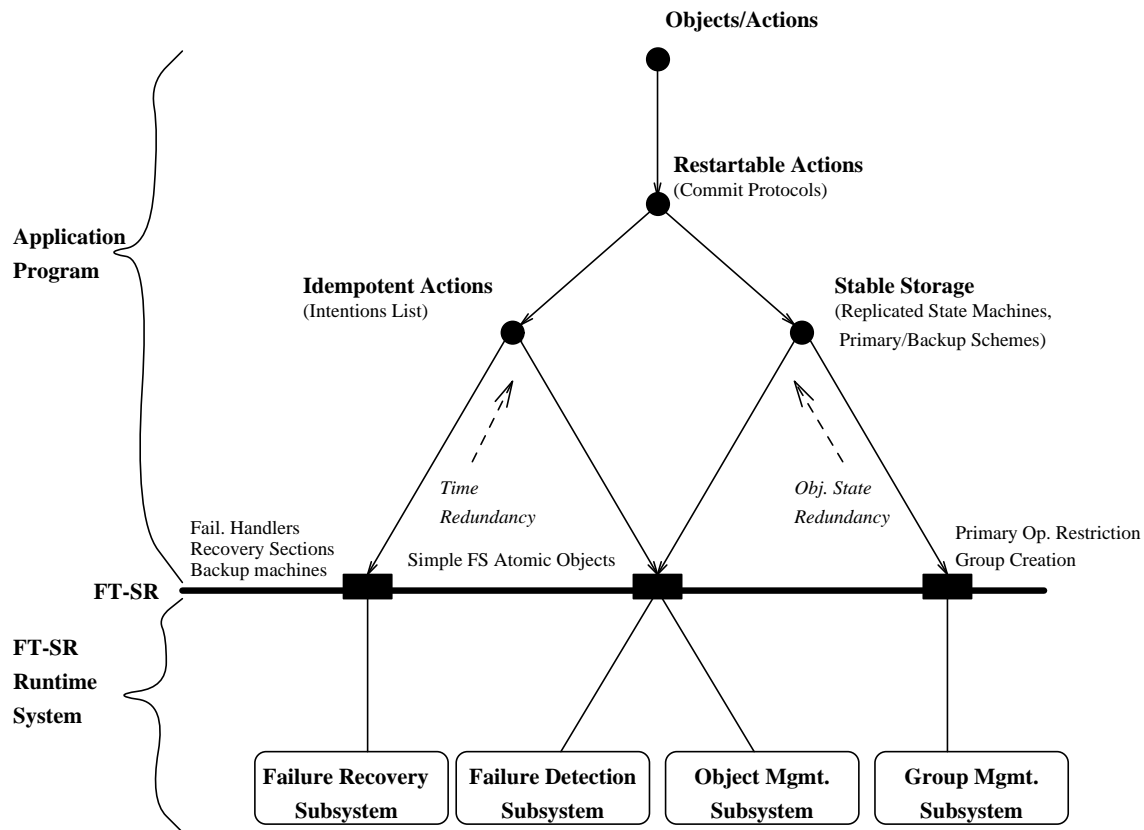 Objects/Actions
Restartable Actions
(Commit Protocols)
Application
Program
Idempotent Actions
(Intentions List)
Stable Storage
(Replicated State Machines,
Primary/Backup Schemes)
Time
Redundancy
Obj. State
Redundancy
Fail. Handlers
Recovery Sections
Backup machines
Simple FS Atomic Objects
Primary Op. Restriction
Group Creation
FT-SR
FT-SR
Runtime
System
Failure Recovery
Subsystem
Failure Detection
Subsystem
Object Mgmt.
Subsystem
Group Mgmt.
Subsystem